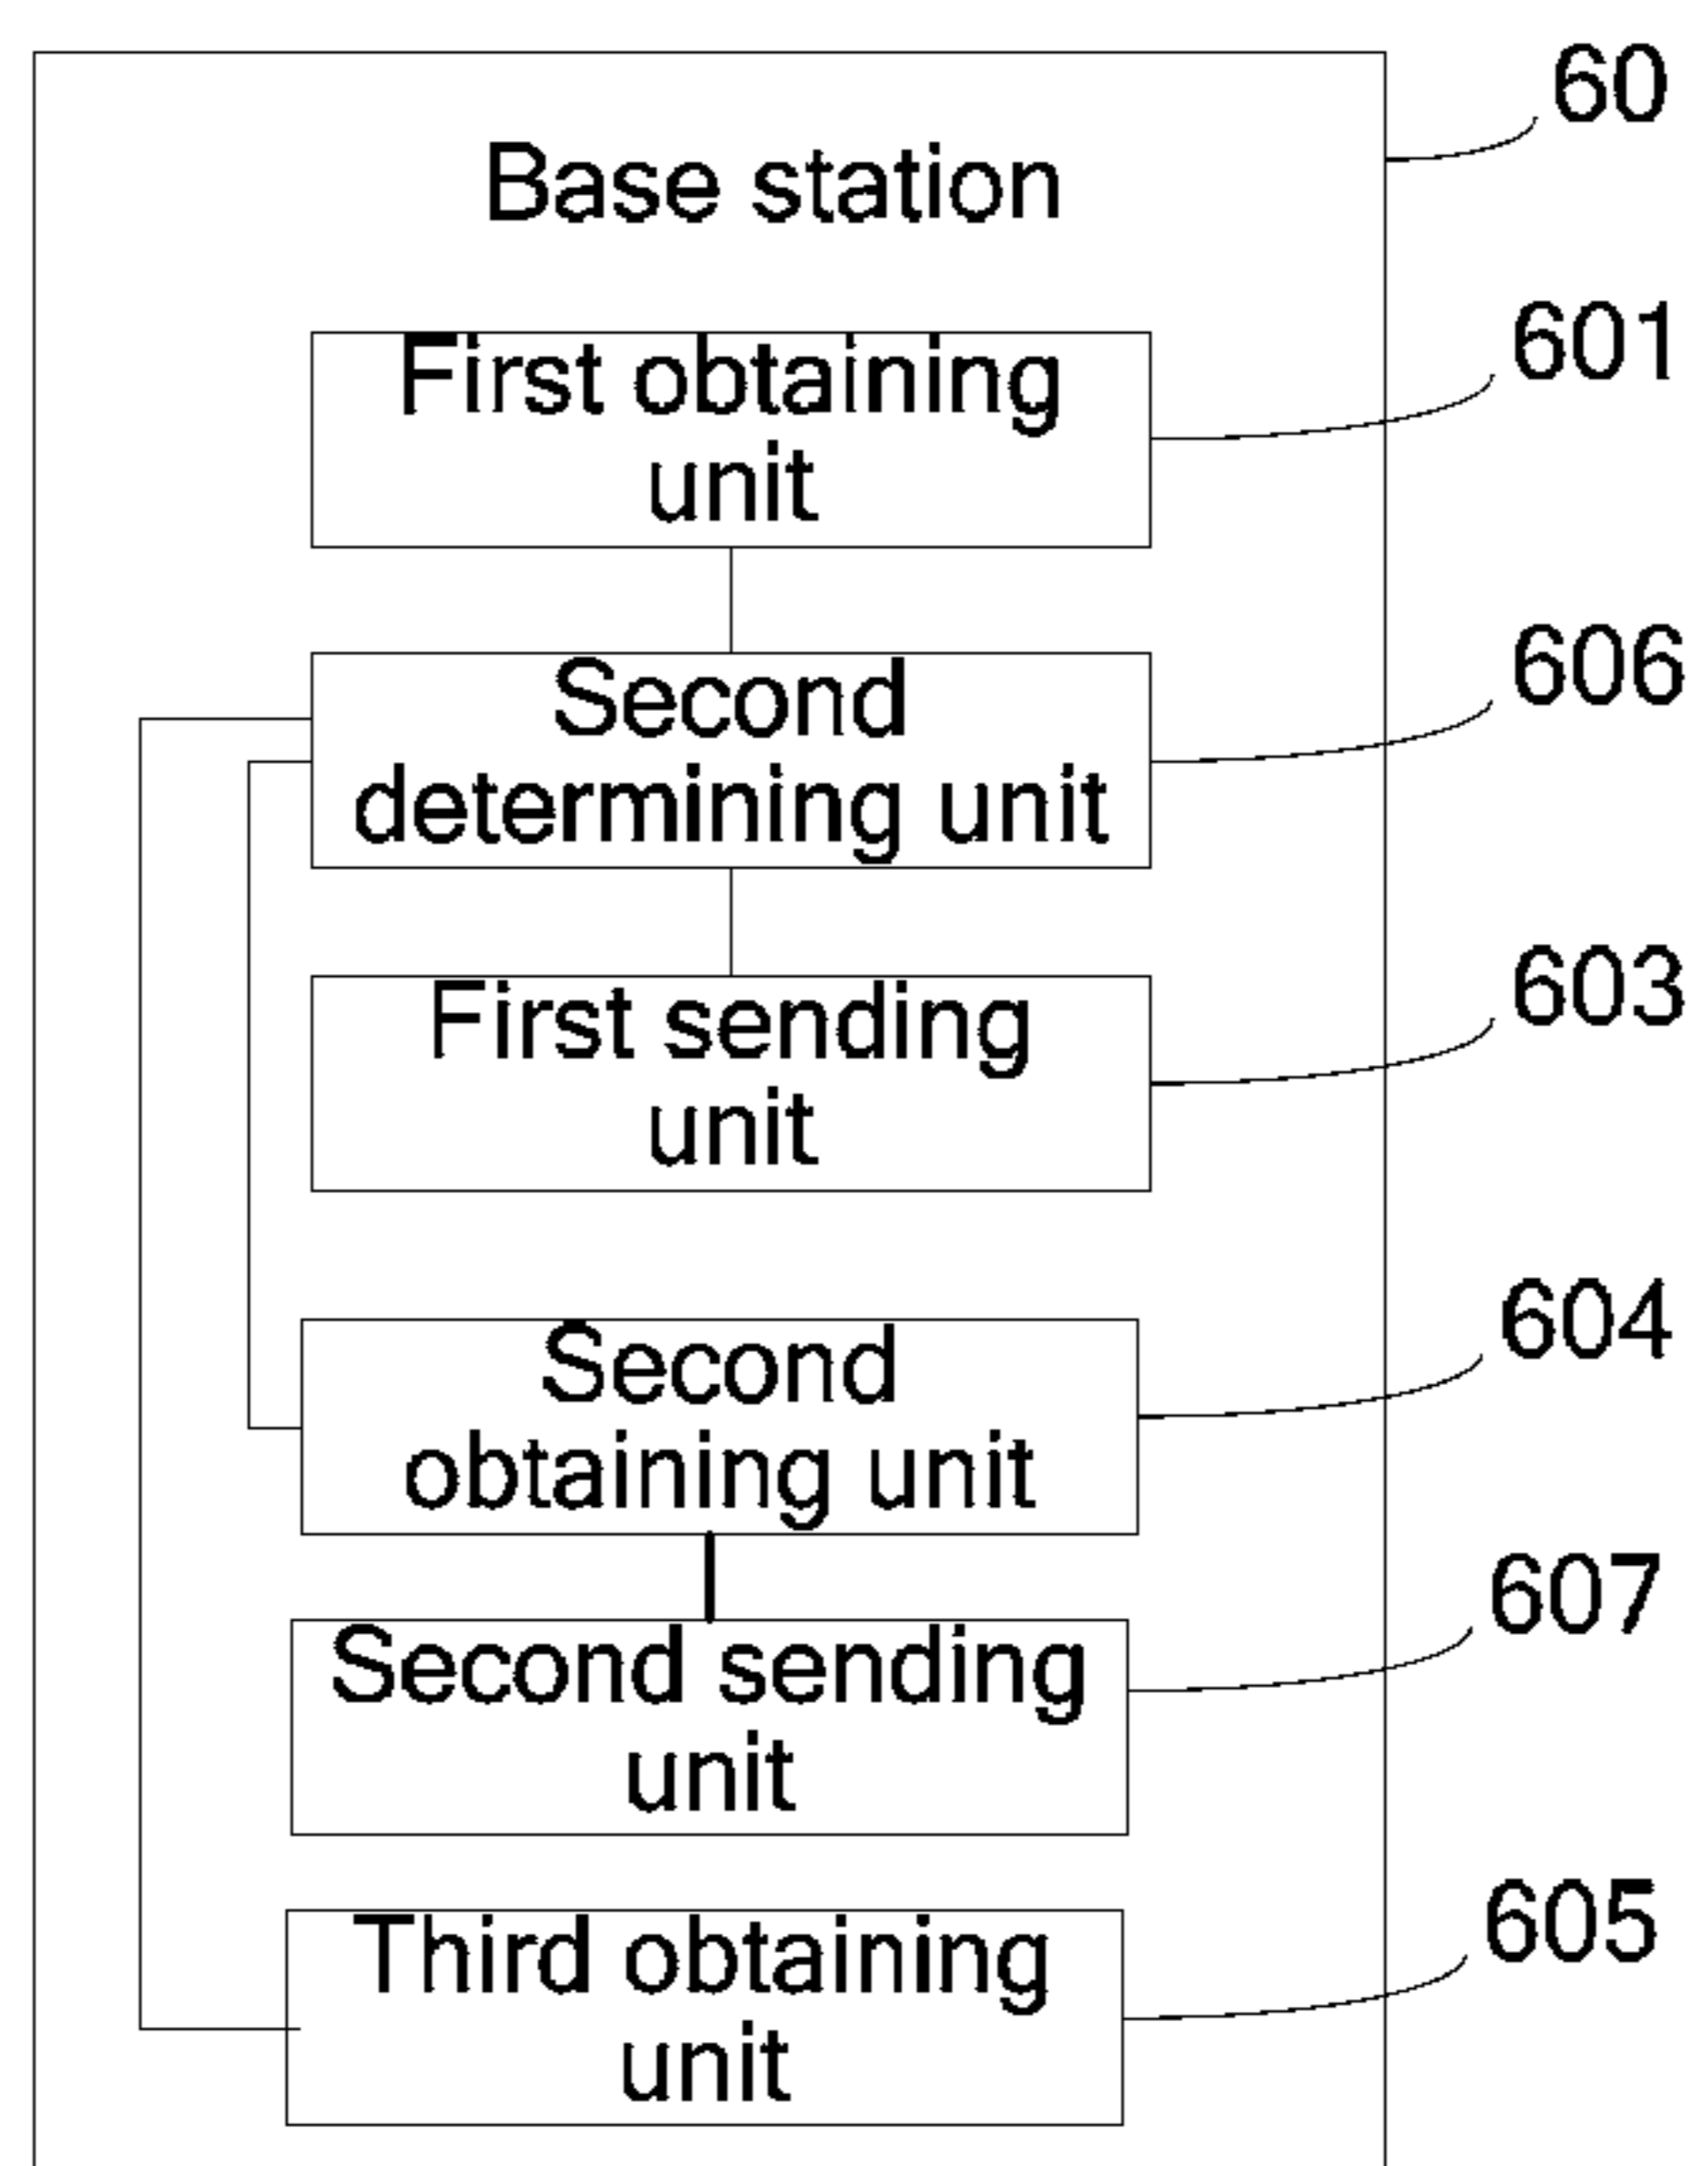 60
Base station
601
First obtaining
unit
606
Second
determining unit
603
First sending
unit
604
Second
obtaining unit
607
Second sending
unit
605
Third obtaining
unit